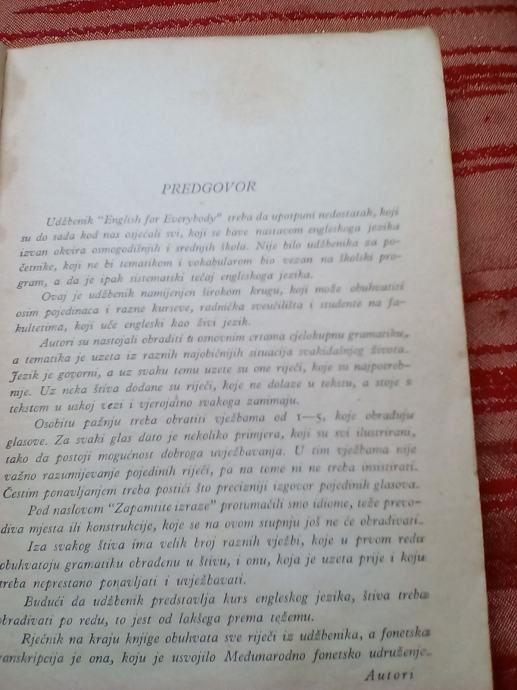 PREDGOVOR
Udžbenik "English for Everybody" treba da upotpuni nedostatak, koji
su do sada kod nas osjećali svi, koji se bave nastavom engleskoga jezika
izvan okvira osmogodišnjih i srednjih škola. Nije bilo udžbenika za po-
četnike, koji ne bi tematikom i vokabularom bio vezan na školski pro-
gram, a da je ipak sistematski tečaj engleskoga jezika.
Ovaj je udžbenik namijenjen širokom krugu, koji može obuhvatiti
osim pojedinaca i razne kurseve, radnička sveučilišta i studente na fa-
kultetima, koji uče engleski kao živi jezik.
Autori su nastojali obraditi u osnovnim crtama cjelokupnu gramatiku,
a tematika je uzeta iz raznih najobičnijih situacija svakidašnjeg života.
Jezik je govorni, a uz svaku temu uzete su one riječi, koje su najpotreb-
nije. Uz neka štiva dodane su riječi, koje ne dolaze u tekstu, a stoje s
tekstom u uskoj vezi i vjerojatno svakoga zanimaju.
Osobitu pažnju treba obratiti vježbama od 1—5, koje obrađuju
glasove. Za svaki glas dato je nekoliko primjera, koji su svi ilustrirani,
tako da postoji mogućnost dobroga uvježbavanja. U tim vježbama nije
važno razumijevanje pojedinih riječi, pa na tome ni ne treba insistirati.
Čestim ponavljanjem treba postići što precizniji izgovor pojedinih glasova.
Pod naslovom "Zapamtite izraze" protumačili smo idiome, teže prevo-
diva mjesta ili konstrukcije, koje se na ovom stupnju još ne će obrađivati.
Iza svakog štiva ima velik broj raznih vježbi, koje u prvom redu
obuhvatoju gramatiku obrađenu u štivu, i onu, koja je uzeta prije i koju
treba neprestano ponavljati i uvježbavati.
Budući da udžbenik predstavlja kurs engleskog jezika, štiva treba
obrađivati po redu, to jest od lakšega prema težemu.
Rječnik na kraju knjige obuhvata sve riječi iz udžbenika, a fonetska
transkripcija je ona, koju je usvojilo Međunarodno fonetsko udruženje.
Autori